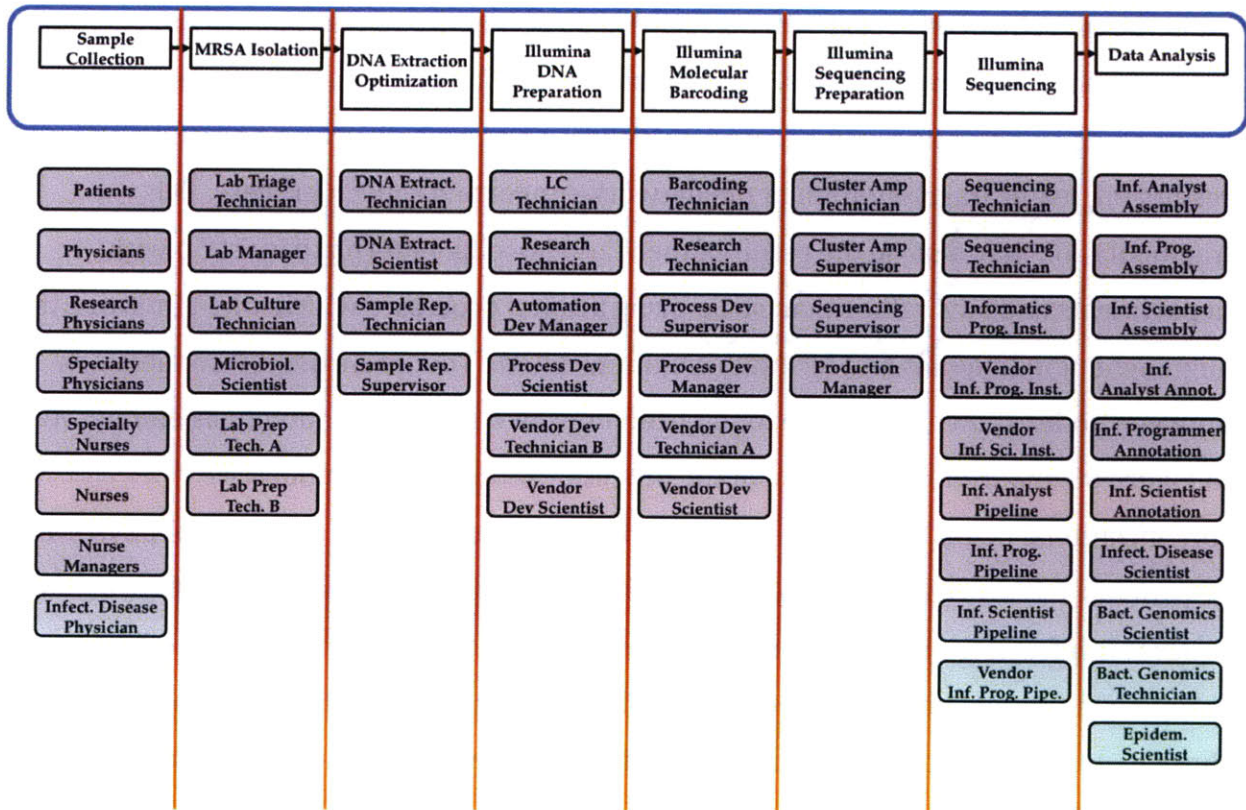 Sample
Collection
MRSA Isolation
DNA Extraction
Optimization
Illumina
DNA
Preparation
Illumina
Molecular
Barcoding
Illumina
Sequencing
Preparation
Illumina
Sequencing
Data Analysis
Patients
Physicians
Research
Physicians
Specialty
Physicians
Specialty
Nurses
Nurses
Nurse
Managers
Infect. Disease
Physician
Lab Triage
Technician
Lab Manager
Lab Culture
Technician
Microbiol.
Scientist
Lab Prep
Tech. A
Lab Prep
Tech. B
DNA Extract.
Technician
DNA Extract.
Scientist
Sample Rep.
Technician
Sample Rep.
Supervisor
LC
Technician
Research
Technician
Automation
Dev Manager
Process Dev
Scientist
Vendor Dev
Technician B
Vendor
Dev Scientist
Barcoding
Technician
Research
Technician
Process Dev
Supervisor
Process Dev
Manager
Vendor Dev
Technician A
Vendor Dev
Scientist
Cluster Amp
Technician
Cluster Amp
Supervisor
Sequencing
Supervisor
Production
Manager
Sequencing
Technician
Sequencing
Technician
Informatics
Prog. Inst.
Vendor
Inf. Prog. Inst.
Vendor
Inf. Sci. Inst.
Inf. Analyst
Pipeline
Inf. Prog.
Pipeline
Inf. Scientist
Pipeline
Vendor
Inf. Prog. Pipe.
Inf. Analyst
Assembly
Inf. Prog.
Assembly
Inf. Scientist
Assembly
Inf.
Analyst Annot.
Inf. Programmer
Annotation
Inf. Scientist
Annotation
Infect. Disease
Scientist
Bact. Genomics
Scientist
Bact. Genomics
Technician
Epidem.
Scientist